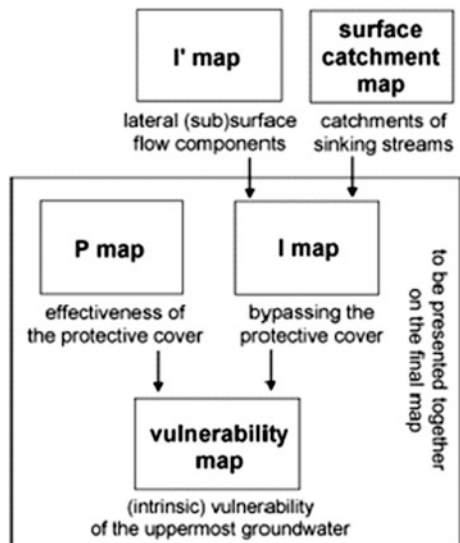 I' map
surface
catchment
map
lateral (sub)surface
flow components
catchments of
sinking streams
P map
I map
effectiveness of
the protective cover
bypassing the
protective cover
to be presented together
on the final map
vulnerability
map
(intrinsic) vulnerability
of the uppermost groundwater